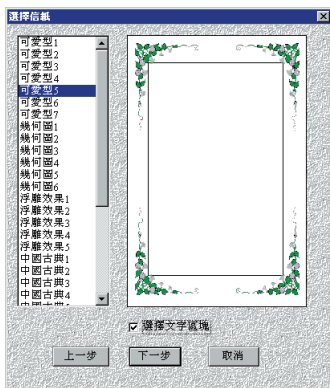 選擇信紙
可愛型1
可愛型2
可愛型3
可愛型4
可愛型5
可愛型6
可愛型7
幾何圖1
幾何圖2
幾何圖3
幾何圖4
幾何圖5
幾何圖6
浮雕效果1
浮雕效果2
浮雕效果3
浮雕效果4
浮雕效果5
中國古典1
中國古典2
中國古典3
中國古典4
選擇文字區塊
上一步
下一步
取消